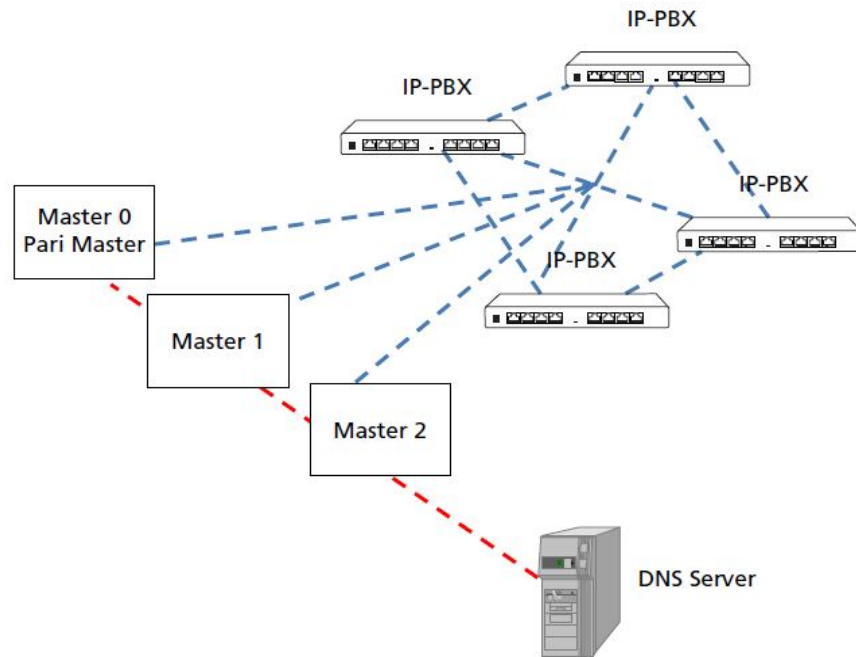 IP-PBX
IP-PBX
IP-PBX
IP-PBX
Master 0
Pari Master
Master 1
Master 2
DNS Server